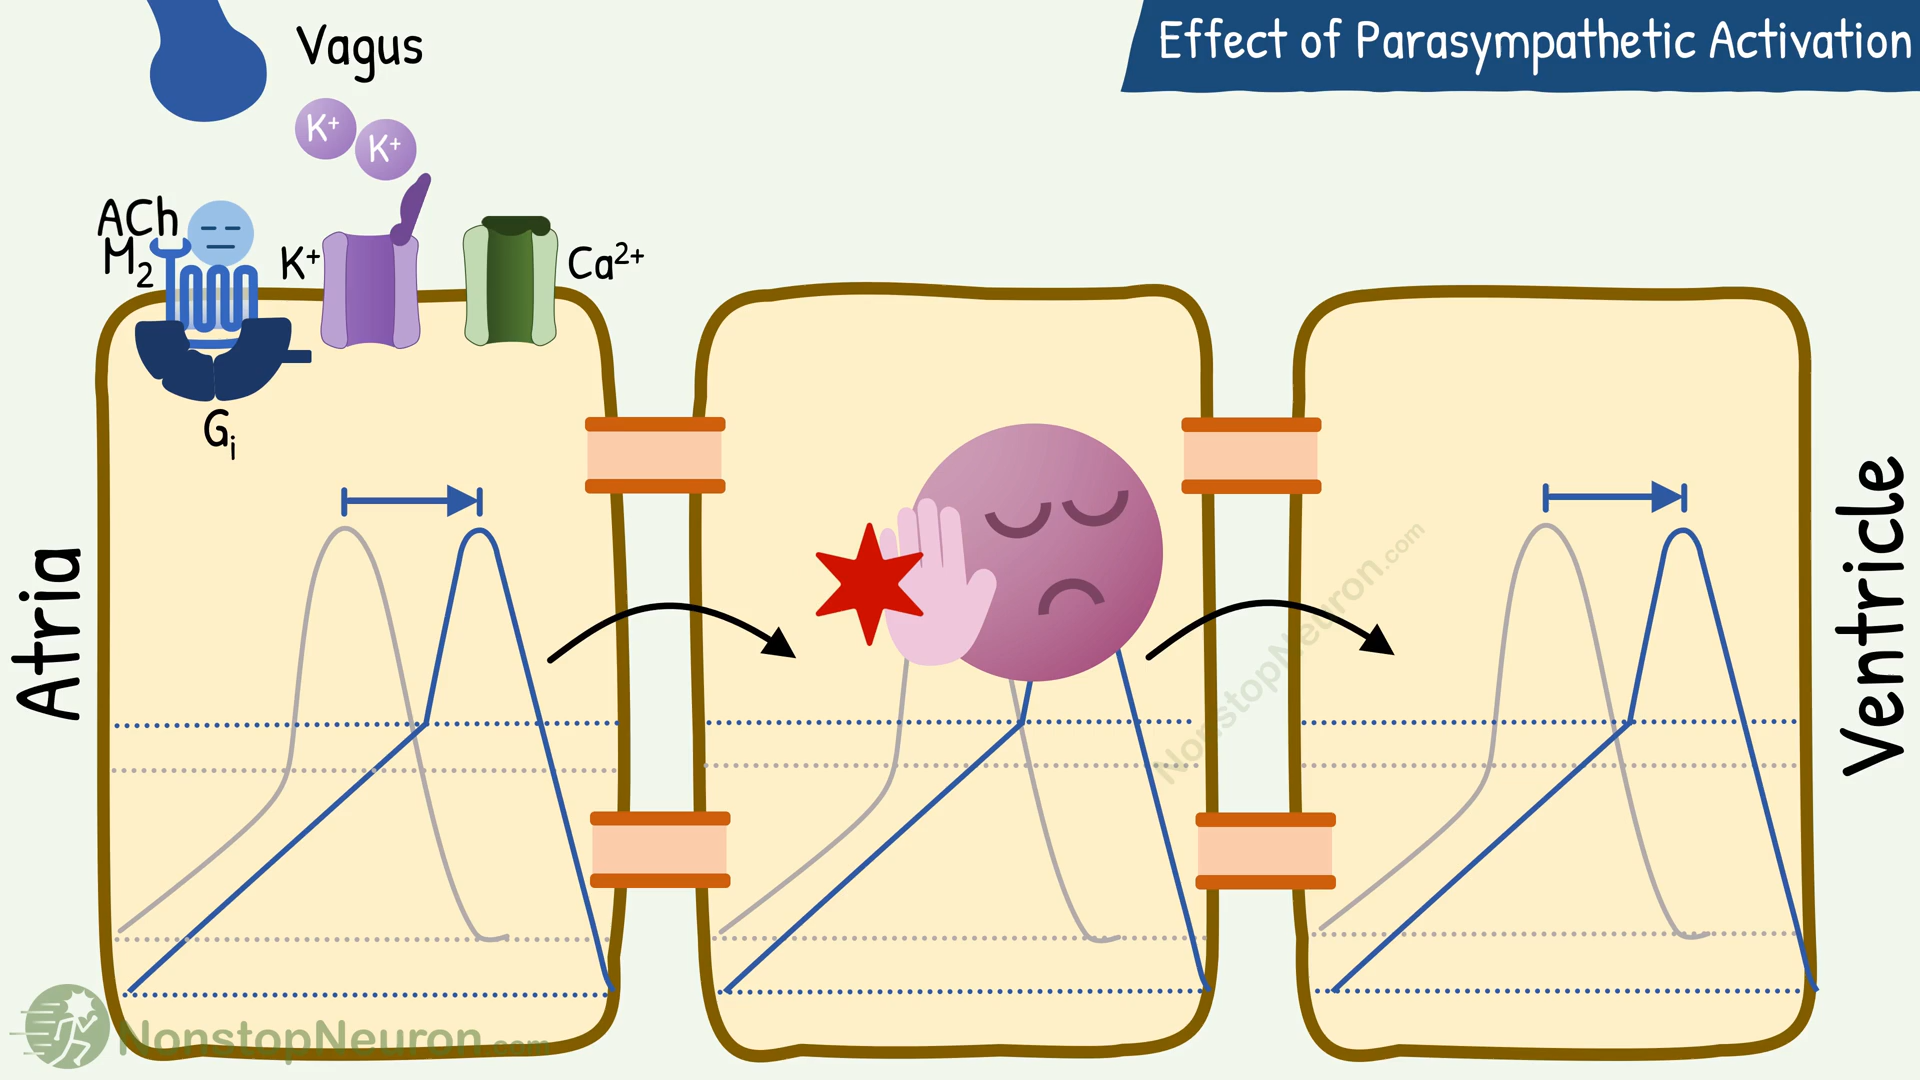 Effect of Parasympathetic Activation
Vagus
K⁺
K⁺
ACh
M₂
K⁺
Ca²⁺
Gᵢ
Atria
Ventricle
NonstopNeuron.com
NonstopNeuron.com